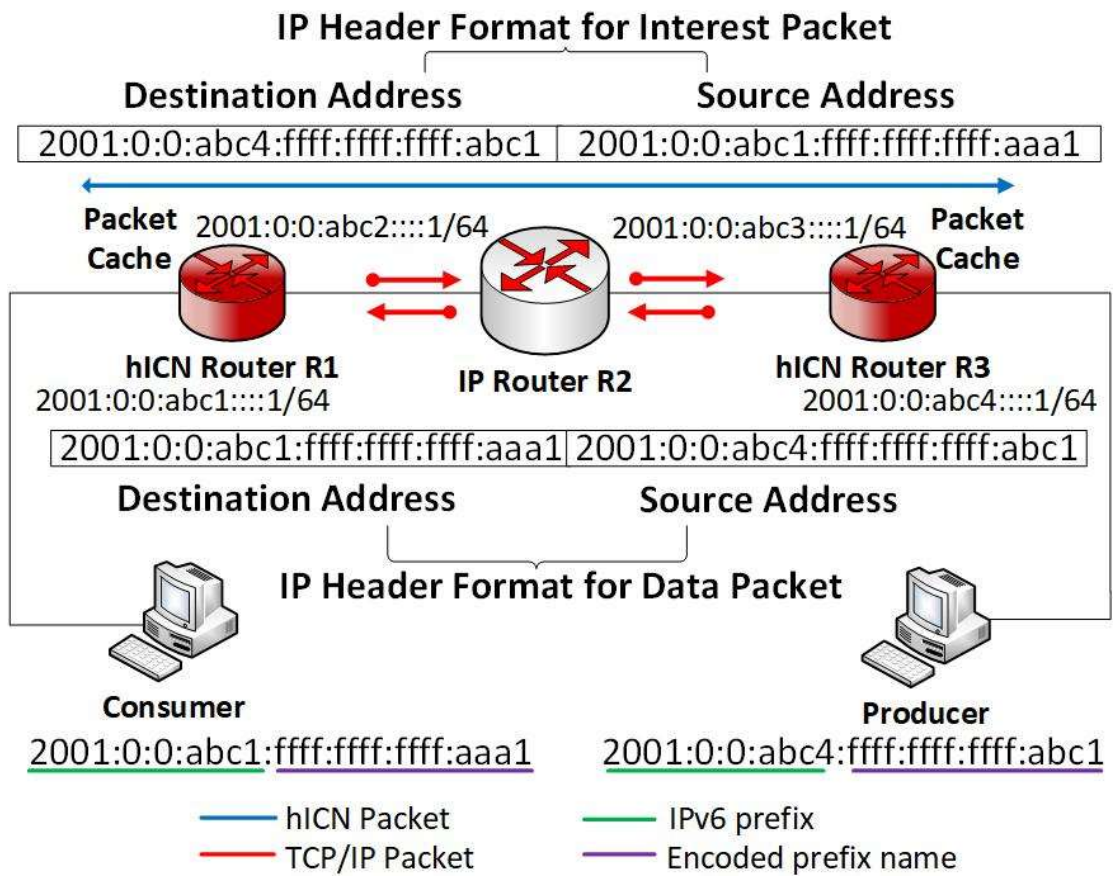 IP Header Format for Interest Packet
Destination Address Source Address
2001:0:0:abc4:ffff:ffff:ffff:abc1 2001:0:0:abc1:ffff:ffff:ffff:aaa1
Packet Cache
2001:0:0:abc2::::1/64
2001:0:0:abc3::::1/64
Packet Cache
hICN Router R1
IP Router R2
hICN Router R3
2001:0:0:abc1::::1/64
2001:0:0:abc4::::1/64
2001:0:0:abc1:ffff:ffff:ffff:aaa1 2001:0:0:abc4:ffff:ffff:ffff:abc1
Destination Address Source Address
IP Header Format for Data Packet
Consumer
Producer
2001:0:0:abc1:ffff:ffff:ffff:aaa1
2001:0:0:abc4:ffff:ffff:ffff:abc1
hICN Packet
IPv6 prefix
TCP/IP Packet
Encoded prefix name